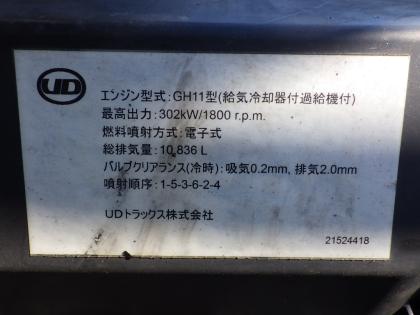 UD
エンジン型式:GH11型(給気冷却器付過給機付)
最高出力:302kW/1800 r.p.m.
燃料噴射方式:電子式
総排気量:10,836 L
バルブクリアランス(冷時):吸気0.2mm, 排気2.0mm
噴射順序:1-5-3-6-2-4
UDトラックス株式会社
21524418